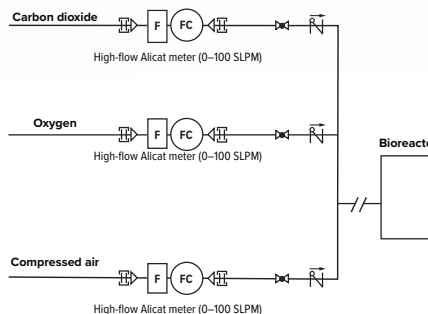 Carbon dioxide
F FC
High-flow Alicat meter (0–100 SLPM)
Oxygen
F FC
High-flow Alicat meter (0–100 SLPM)
Bioreacto
Compressed air
F FC
High-flow Alicat meter (0–100 SLPM)